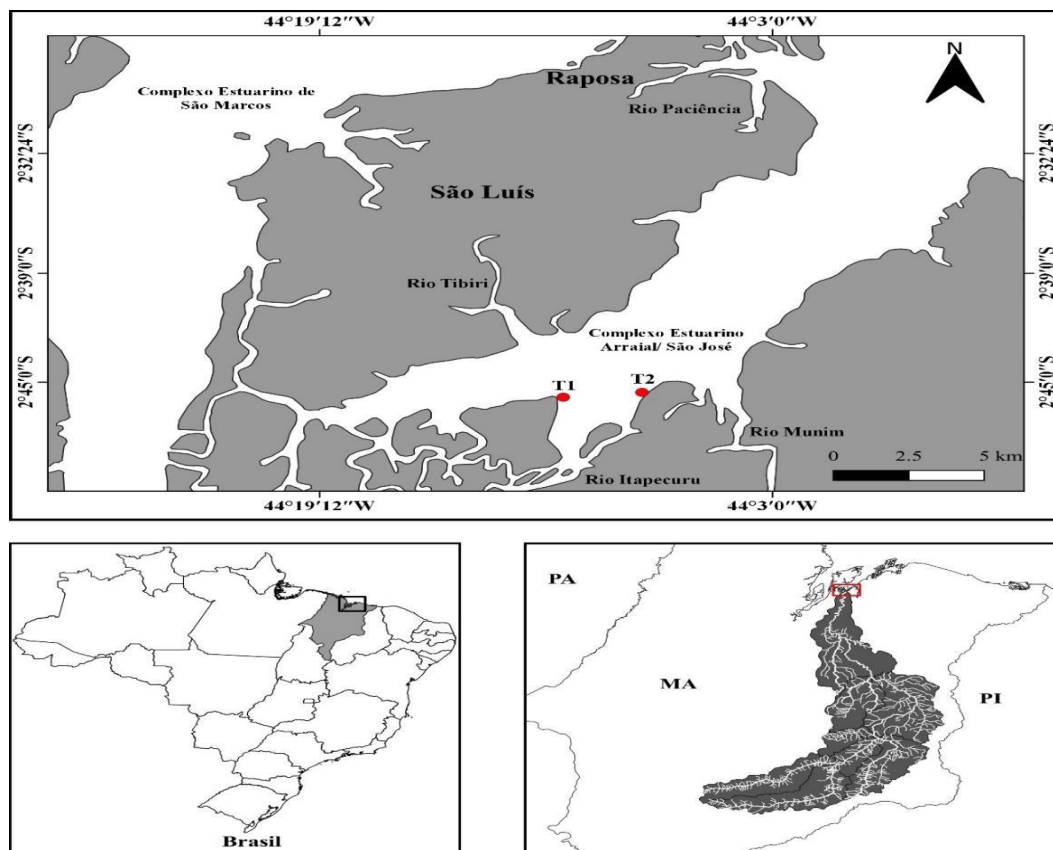 44°19'12"W
44°3'0"W
N
Complexo Estuarino de
São Marcos
Raposa
Rio Paciência
2°32'24"S
2°32'24"S
São Luís
2°39'0"S
2°39'0"S
Rio Tibiri
Complexo Estuarino
Arraial/ São José
2°45'0"S
2°45'0"S
T1
T2
Rio Munim
0 2.5 5 km
Rio Itapecuru
44°19'12"W
44°3'0"W
Brasil
PA
MA
PI